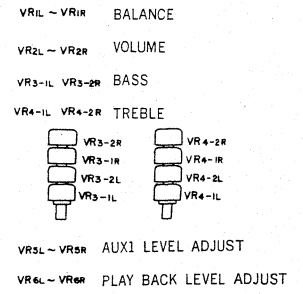 VR1L ~ VR1R BALANCE
VR2L ~ VR2R VOLUME
VR3-1L VR3-2R BASS
VR4-1L VR4-2R TREBLE
VR3-2R VR4-2R
VR3-1R VR4-1R
VR3-2L VR4-2L
VR3-1L VR4-1L
VR5L ~ VR5R AUX1 LEVEL ADJUST
VR6L ~ VR6R PLAY BACK LEVEL ADJUST